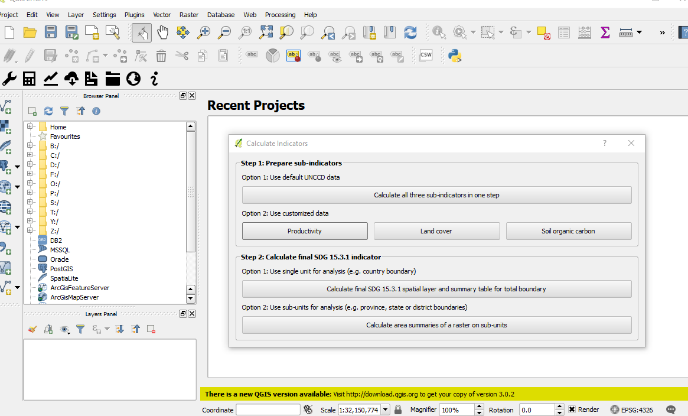 Project Edit View Layer Settings Plugins Vector Raster Database Web Processing Help
abc abc abc abc abc abc CSW
Browser Panel
Recent Projects
Home
Favourites
B:/
C:/
D:/
F:/
O:/
P:/
S:/
T:/
Y:/
Z:/
DB2
MSSQL
Oracle
PostGIS
SpatiaLite
ArcGisFeatureServer
ArcGisMapServer
Calculate Indicators
Step 1: Prepare sub-indicators
Option 1: Use default UNCCD data
Calculate all three sub-indicators in one step
Option 2: Use customized data
Productivity Land cover Soil organic carbon
Step 2: Calculate final SDG 15.3.1 indicator
Option 1: Use single unit for analysis (e.g. country boundary)
Calculate final SDG 15.3.1 spatial layer and summary table for total boundary
Option 2: Use sub-units for analysis (e.g. province, state or district boundaries)
Calculate area summaries of a raster on sub-units
Layers Panel
There is a new QGIS version available: Visit http://download.qgis.org to get your copy of version 3.0.2
Coordinate Scale 1:32,150,774 Magnifier 100% Rotation 0.0 Render EPSG:4326